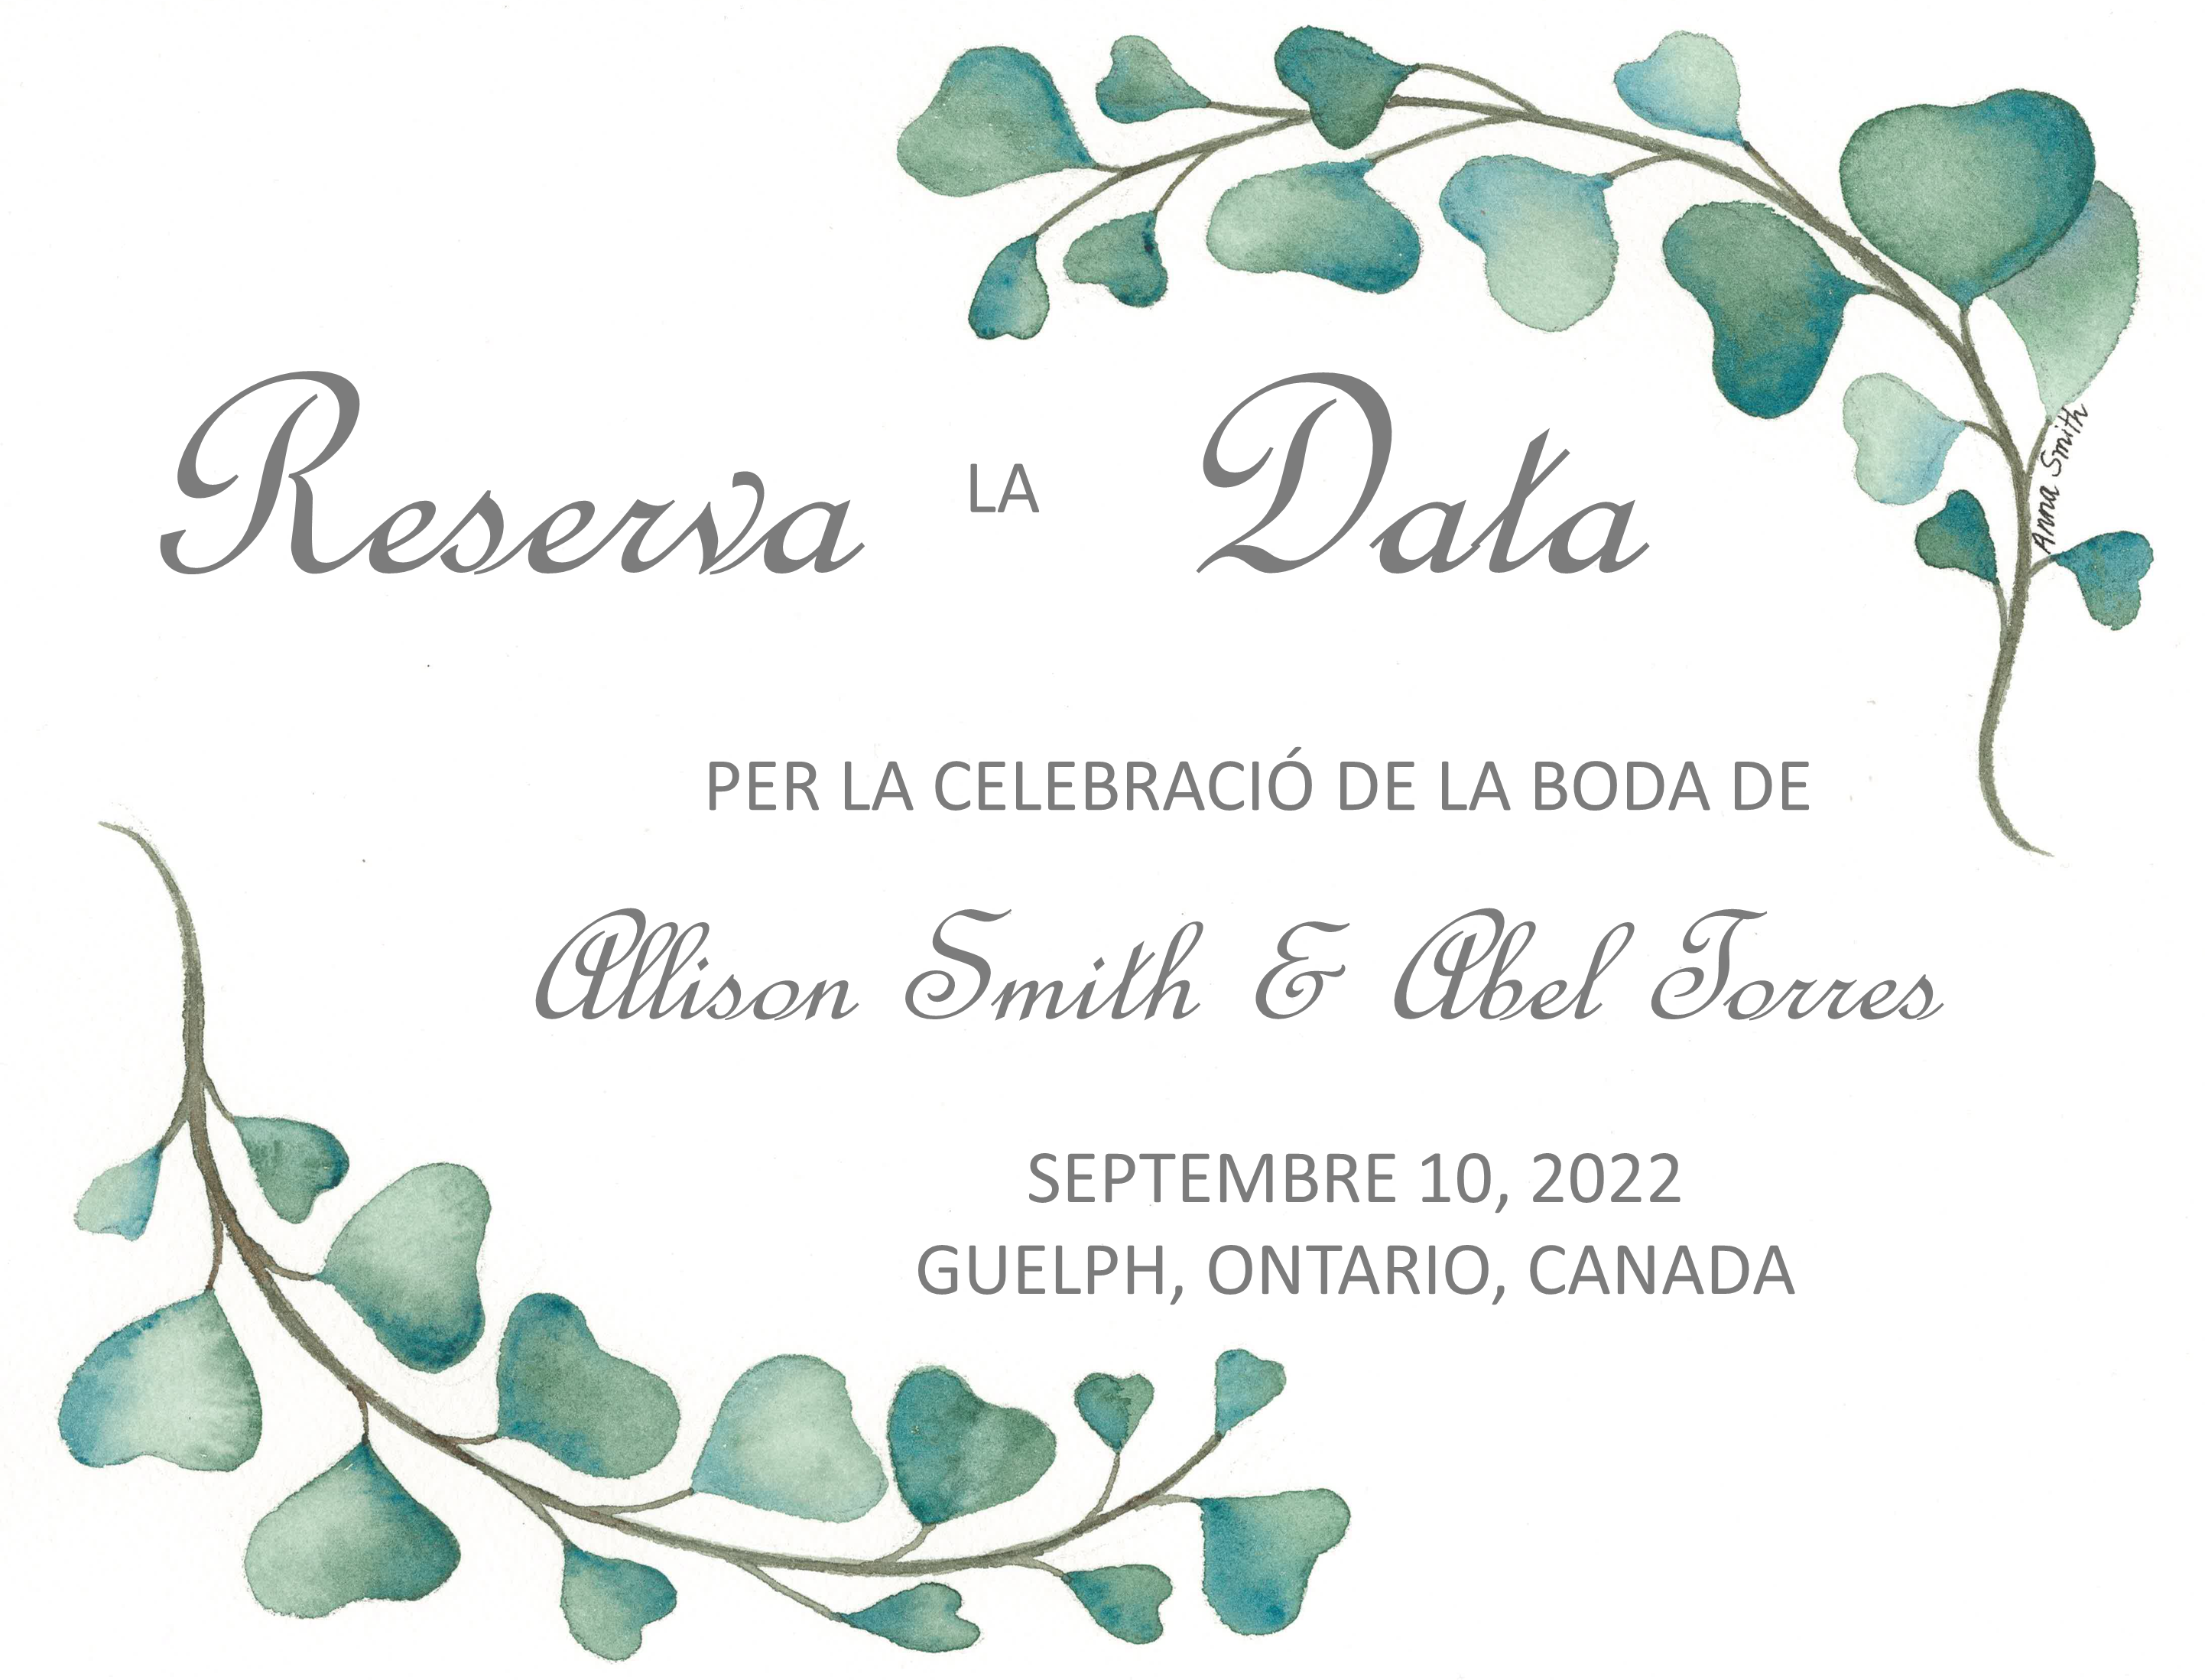 Reserva LA Data
Anna Smith
PER LA CELEBRACIÓ DE LA BODA DE
Allison Smith & Abel Torres
SEPTEMBRE 10, 2022
GUELPH, ONTARIO, CANADA